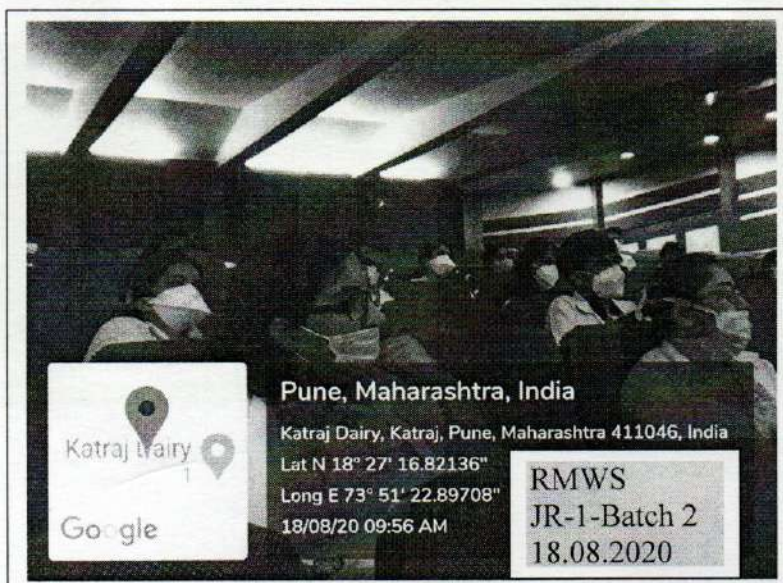 Pune, Maharashtra, India
Katraj Dairy, Katraj, Pune, Maharashtra 411046, India
Lat N 18° 27' 16.82136"
Long E 73° 51' 22.89708"
18/08/20 09:56 AM
Katraj Dairy
1
Google
RMWS
JR-1-Batch 2
18.08.2020